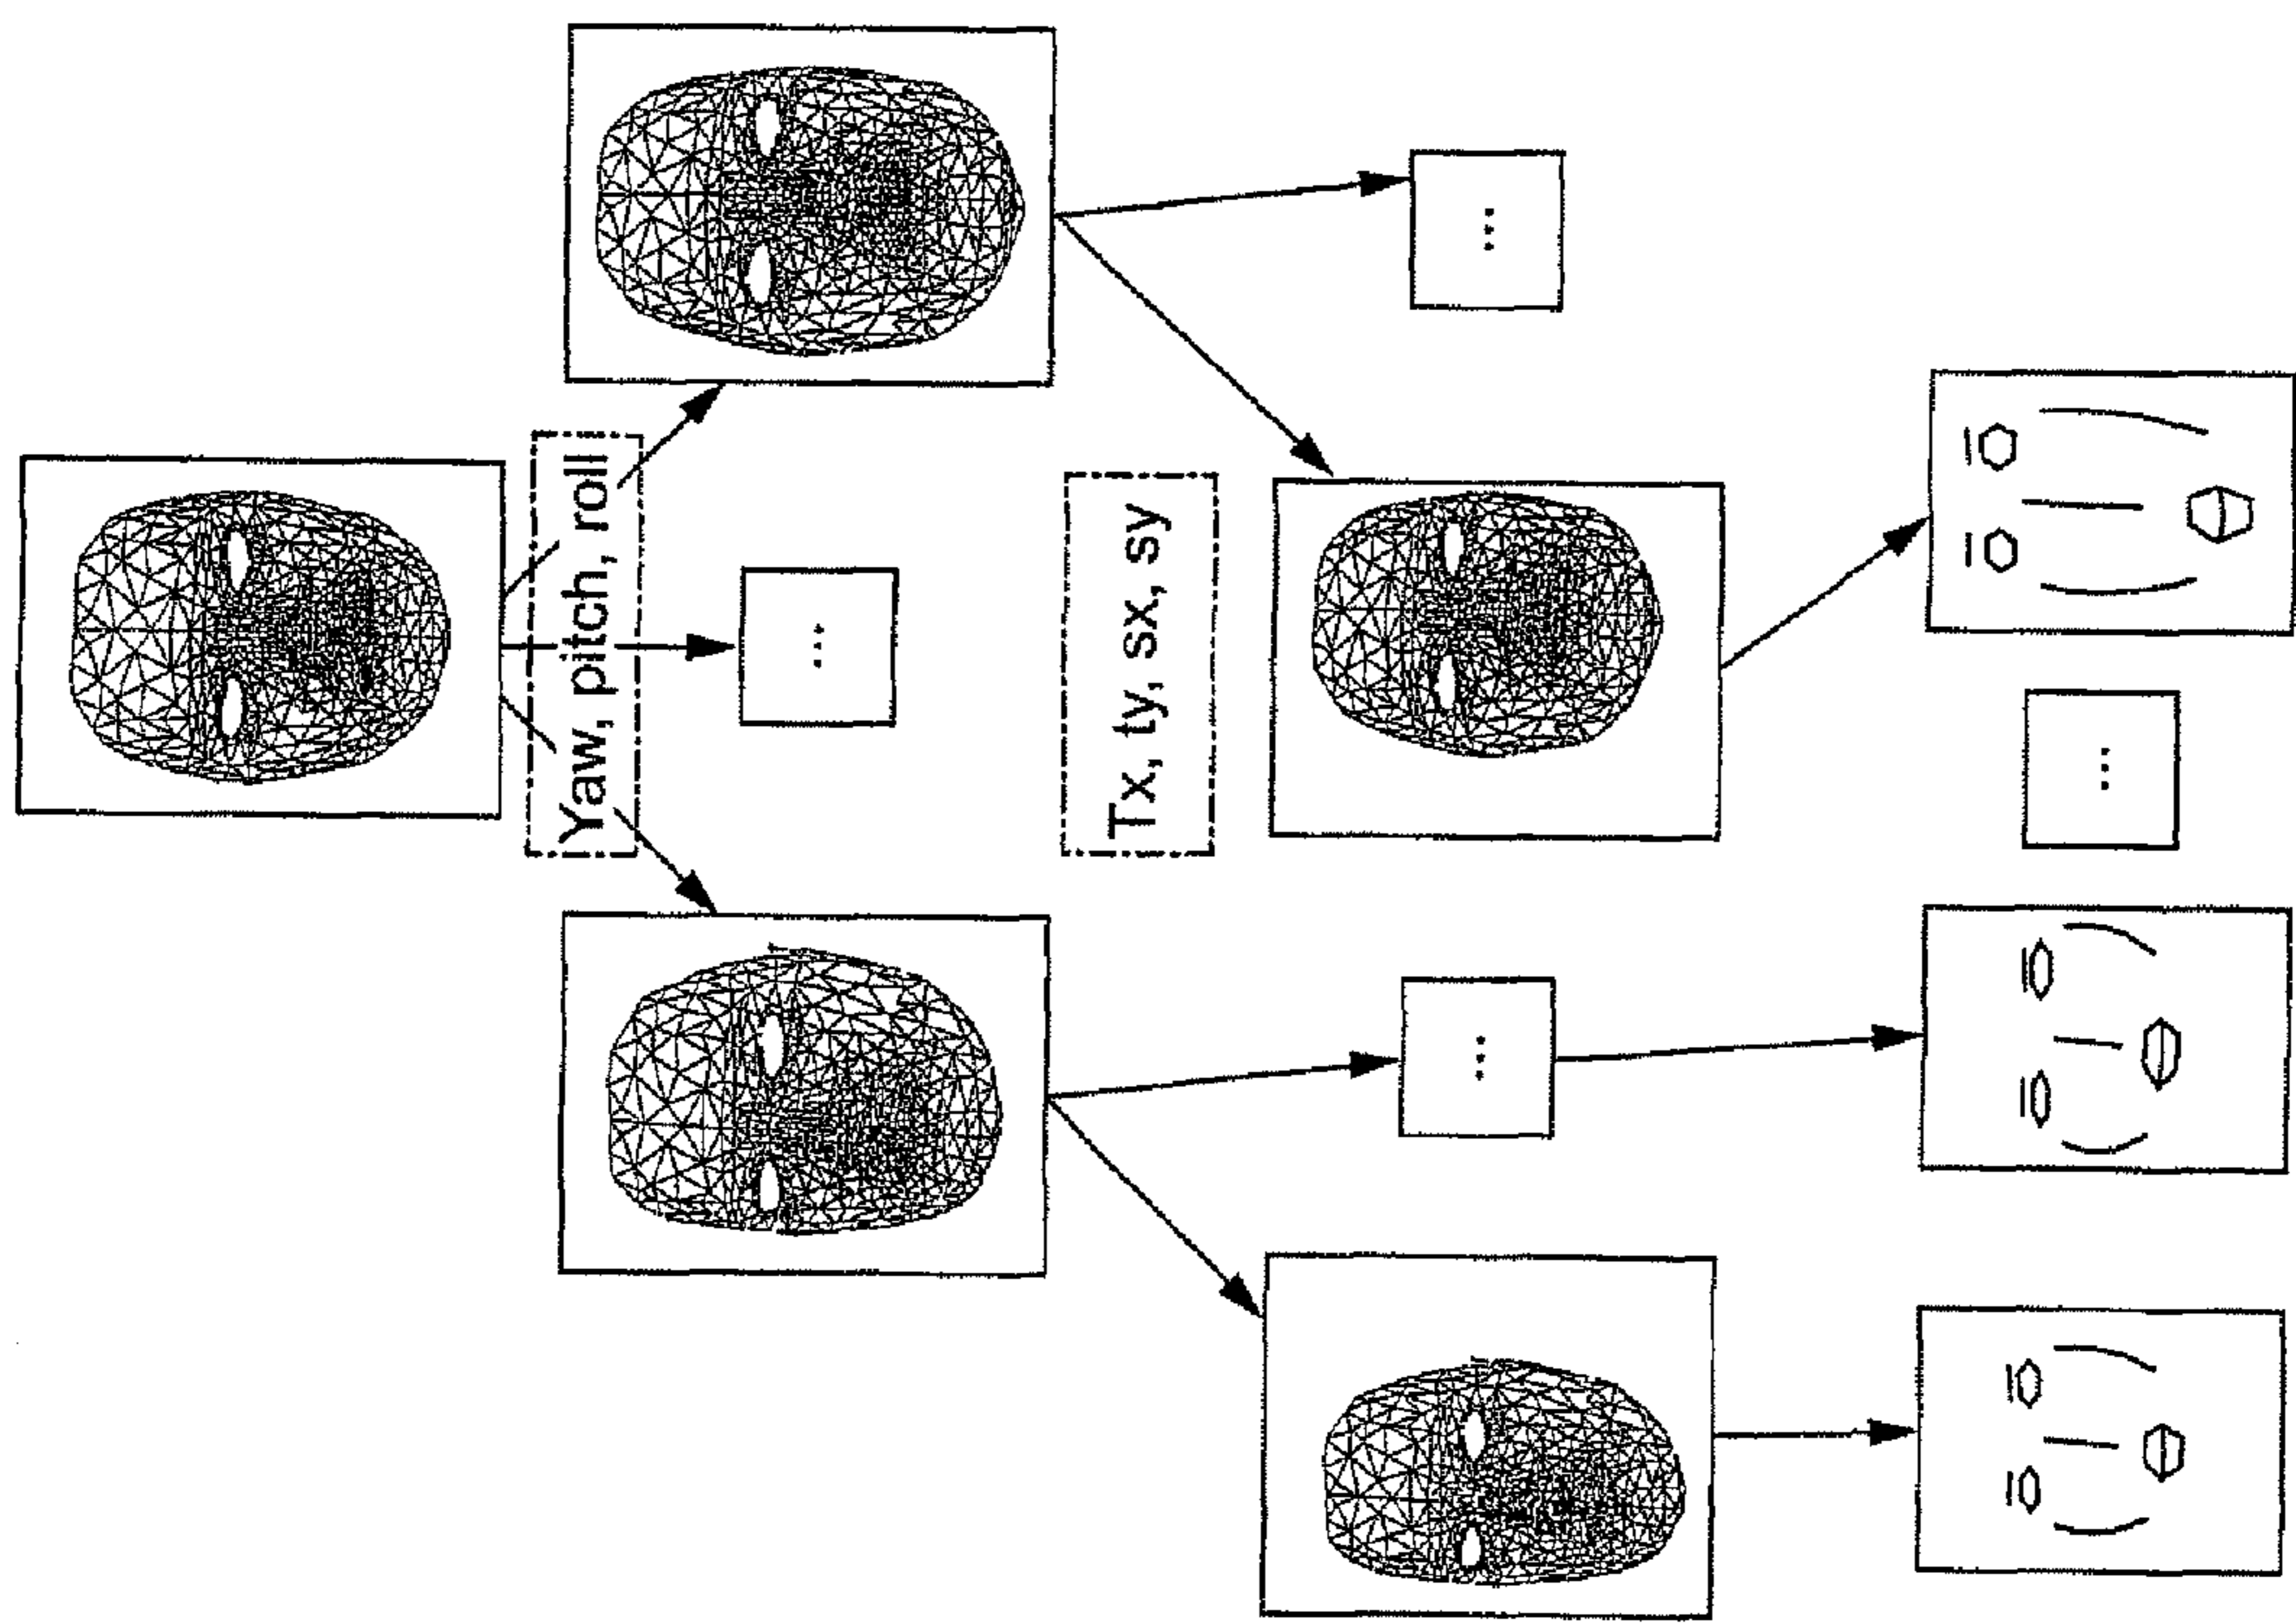 Yaw, pitch, roll
...
...
Tx, ty, sx, sy
...
...